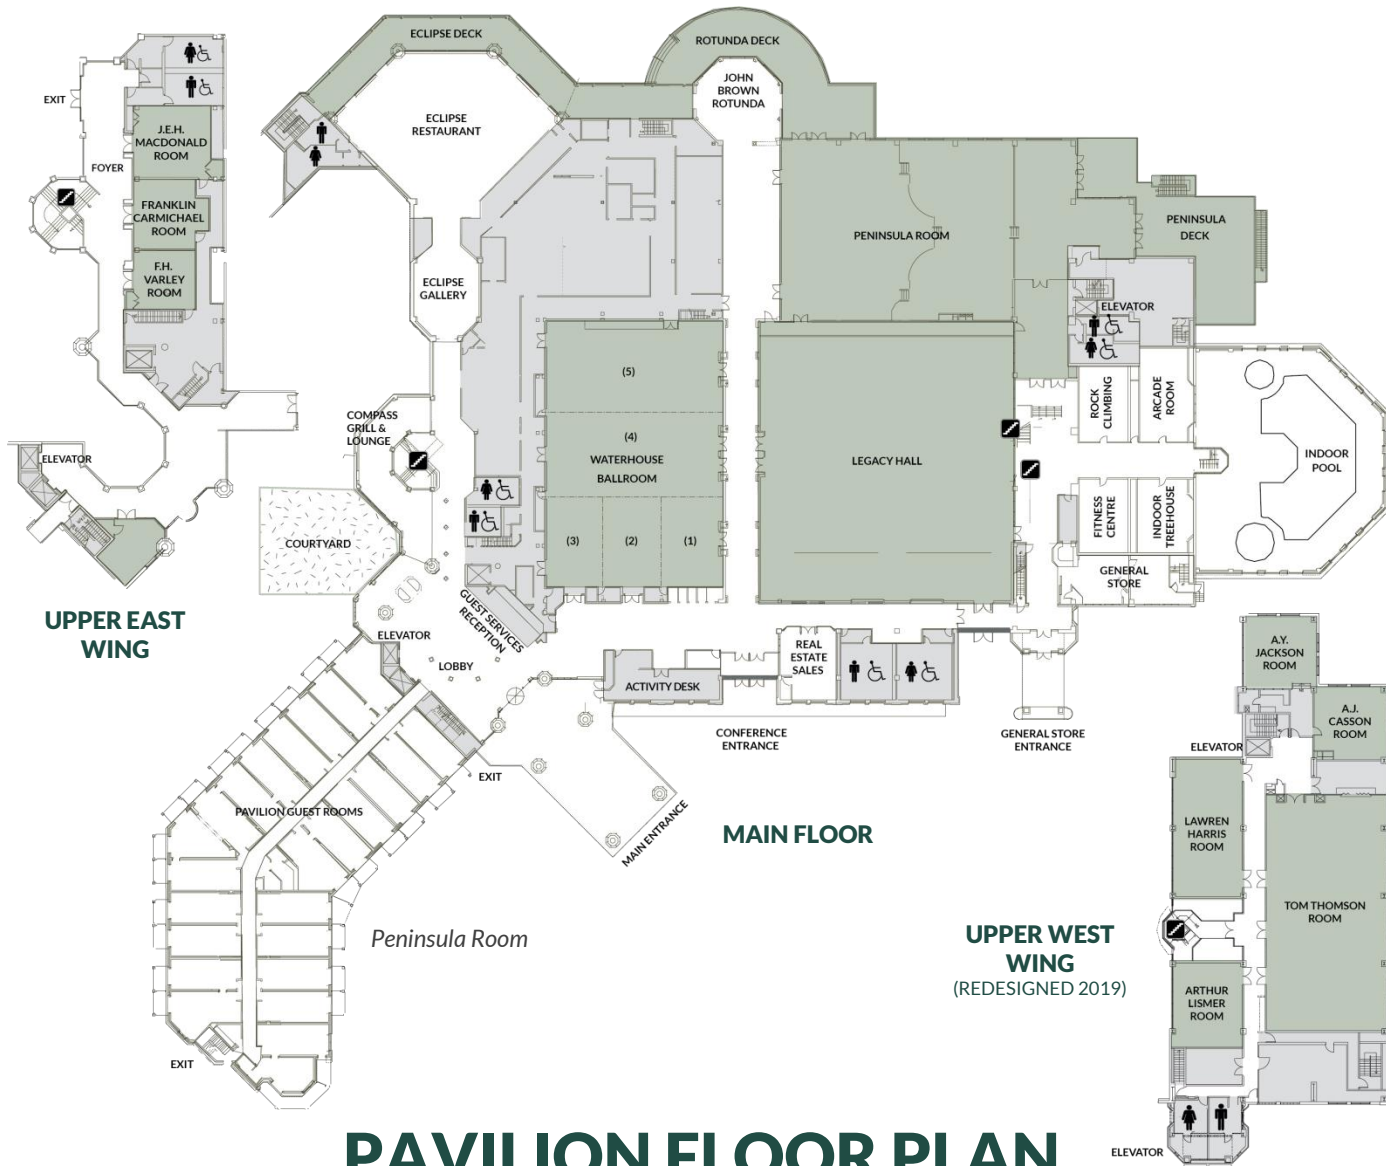 ECLIPSE DECK
ROTUNDA DECK
JOHN
BROWN
ROTUNDA
EXIT
ECLIPSE
RESTAURANT
J.E.H.
MACDONALD
ROOM
FOYER
FRANKLIN
CARMICHAEL
ROOM
F.H.
VARLEY
ROOM
PENINSULA
DECK
PENINSULA ROOM
ECLIPSE
GALLERY
ELEVATOR
(5)
ROCK
CLIMBING
ARCADE
ROOM
COMPASS
GRILL &
LOUNGE
(4)
WATERHOUSE
BALLROOM
LEGACY HALL
INDOOR
POOL
ELEVATOR
FITNESS
CENTRE
INDOOR
TREEHOUSE
COURTYARD
(3)
(2)
(1)
GENERAL
STORE
UPPER EAST
WING
GUEST SERVICES
RECEPTION
ELEVATOR
LOBBY
REAL
ESTATE
SALES
ACTIVITY DESK
A.Y.
JACKSON
ROOM
A.J.
CASSON
ROOM
CONFERENCE
ENTRANCE
GENERAL STORE
ENTRANCE
ELEVATOR
EXIT
PAVILION GUEST ROOMS
MAIN ENTRANCE
MAIN FLOOR
LAWREN
HARRIS
ROOM
TOM THOMSON
ROOM
Peninsula Room
UPPER WEST
WING
(REDESIGNED 2019)
ARTHUR
LISMER
ROOM
EXIT
ELEVATOR
PAVILION FLOOR PLAN